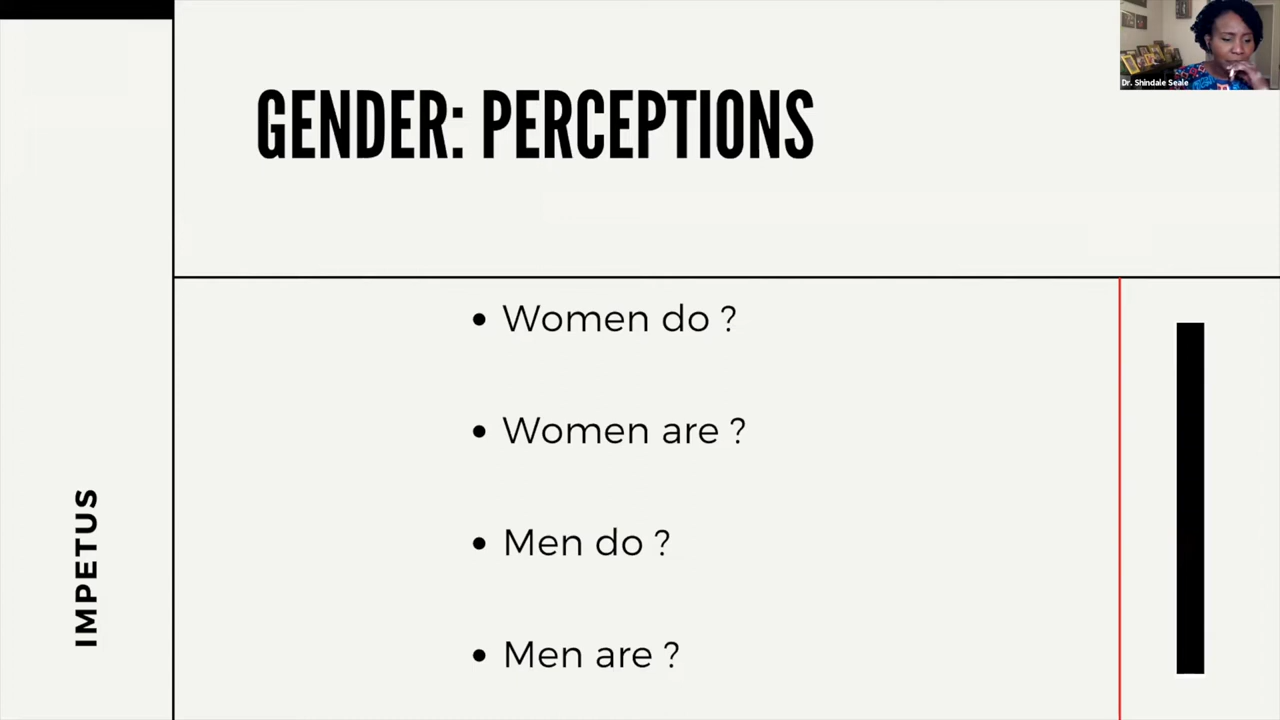 Dr. Shindale Seale
GENDER: PERCEPTIONS
• Women do ?
• Women are ?
• Men do ?
• Men are ?
IMPETUS